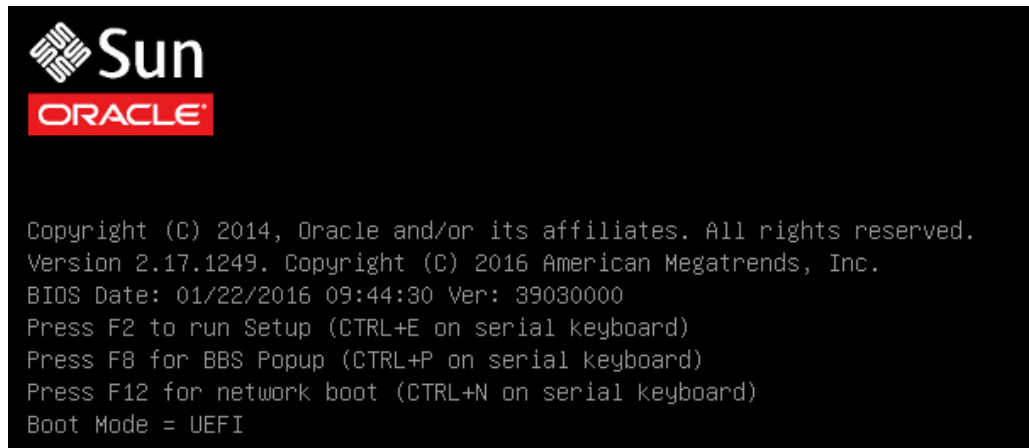 Sun
ORACLE®
Copyright (C) 2014, Oracle and/or its affiliates. All rights reserved.
Version 2.17.1249. Copyright (C) 2016 American Megatrends, Inc.
BIOS Date: 01/22/2016 09:44:30 Ver: 39030000
Press F2 to run Setup (CTRL+E on serial keyboard)
Press F8 for BBS Popup (CTRL+P on serial keyboard)
Press F12 for network boot (CTRL+N on serial keyboard)
Boot Mode = UEFI